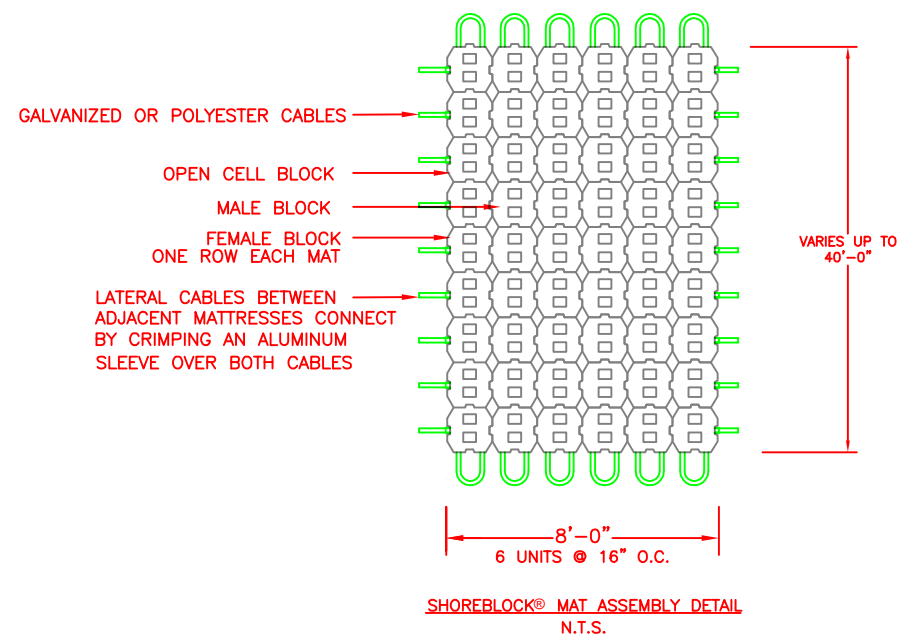 GALVANIZED OR POLYESTER CABLES
OPEN CELL BLOCK
MALE BLOCK
FEMALE BLOCK
ONE ROW EACH MAT
LATERAL CABLES BETWEEN
ADJACENT MATTRESSES CONNECT
BY CRIMPING AN ALUMINUM
SLEEVE OVER BOTH CABLES
VARIES UP TO
40'-0"
8'-0"
6 UNITS @ 16" O.C.
SHOREBLOCK® MAT ASSEMBLY DETAIL
N.T.S.